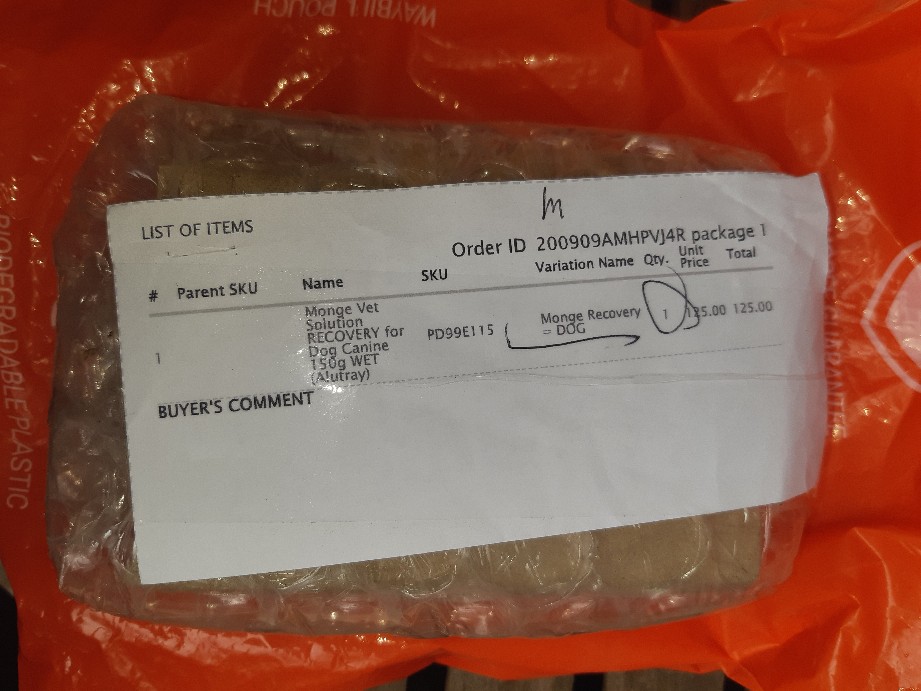 WAYBILL POUCH
BIODEGRADABLE PLASTIC
LIST OF ITEMS
Order ID 200909AMHPVJ4R package 1
# Parent SKU Name SKU Variation Name Qty. Unit Price Total
1 Monge Vet Solution RECOVERY for Dog Canine 150g WET (Alutray) PD99E115 Monge Recovery = DOG 1 125.00 125.00
BUYER'S COMMENT